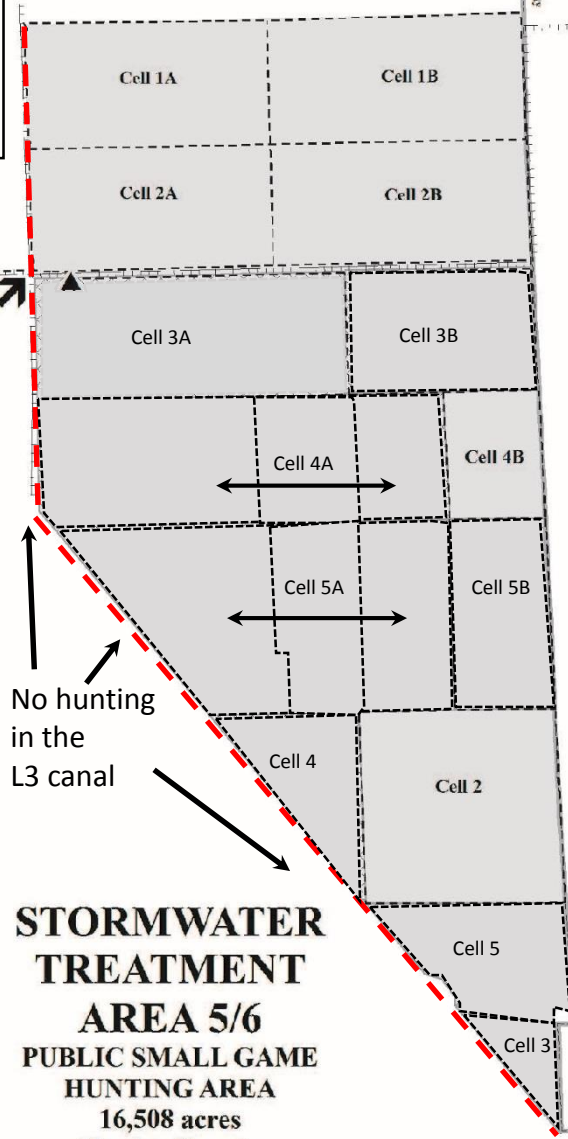 Cell 1A
Cell 1B
Cell 2A
Cell 2B
Cell 3A
Cell 3B
Cell 4A
Cell 4B
Cell 5A
Cell 5B
No hunting
in the
L3 canal
Cell 4
Cell 2
STORMWATER
TREATMENT
AREA 5/6
PUBLIC SMALL GAME
HUNTING AREA
16,508 acres
Cell 5
Cell 3